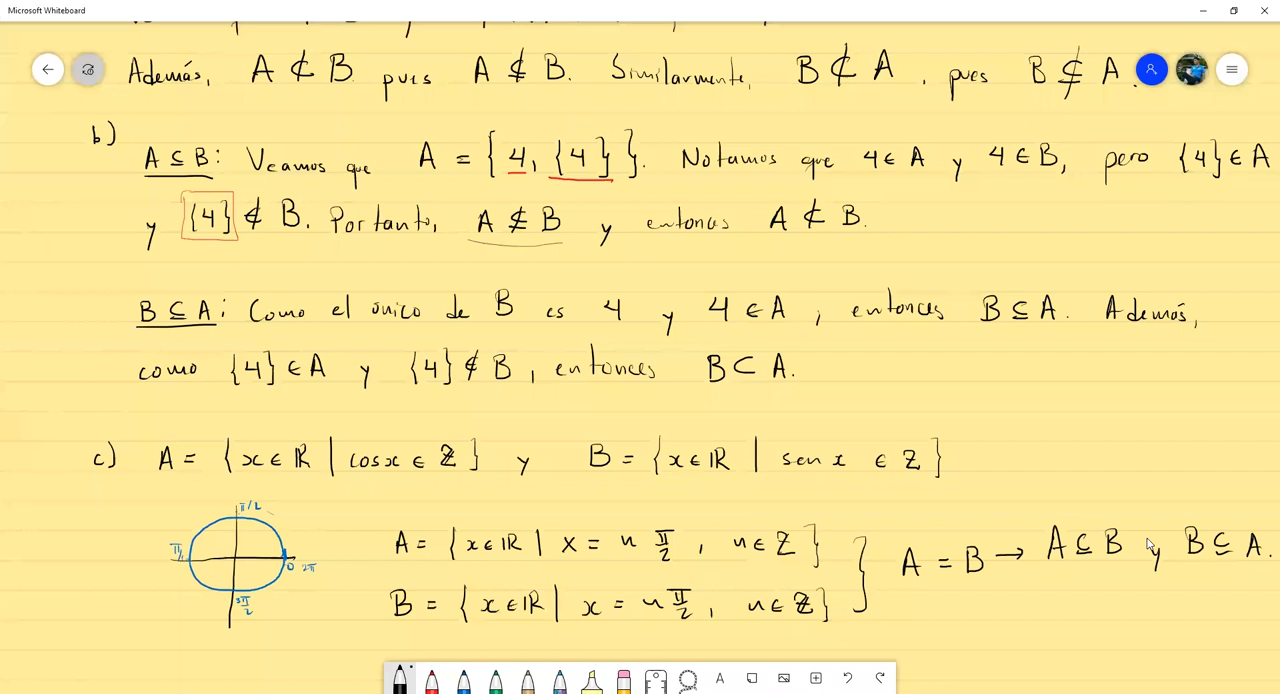 Microsoft Whiteboard
Además, A ⊄ B pues A ⊈ B. Similarmente, B ⊄ A, pues B ⊈ A.
b)
A ⊆ B: Veamos que A = {4, {4}}. Notamos que 4 ∈ A y 4 ∈ B, pero {4} ∈ A
y {4} ∉ B. Por tanto, A ⊈ B y entonces A ⊄ B.
B ⊆ A: Como el único de B es 4 y 4 ∈ A, entonces B ⊆ A. Además,
como {4} ∈ A y {4} ∉ B, entonces B ⊂ A.
c) A = {x ∈ ℝ | cos x ∈ ℤ} y B = {x ∈ ℝ | sen x ∈ ℤ}
π/2
π
0 2π
3π/2
A = {x ∈ ℝ | x = n π/2, n ∈ ℤ}
B = {x ∈ ℝ | x = n π/2, n ∈ ℤ}
A = B → A ⊆ B y B ⊆ A.
A